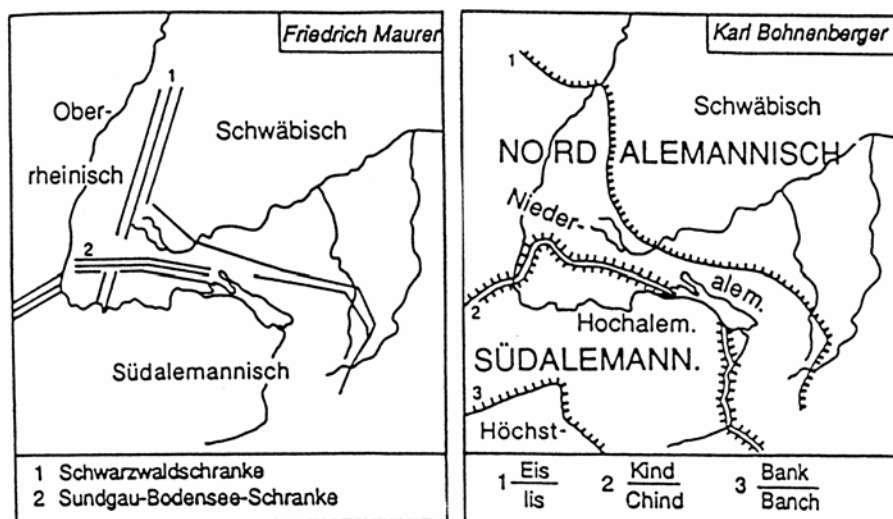 Friedrich Maurer
1
Ober-
rheinisch
Schwäbisch
2
Südalemannisch
1 Schwarzwaldschranke
2 Sundgau-Bodensee-Schranke
Karl Bohnenberger
1
Schwäbisch
NORD ALEMANNISCH
Nieder-
alem.
2
Hochalem.
SÜDALEMANN.
3
Höchst-
1 Eis 2 Kind 3 Bank
Iis Chind Banch